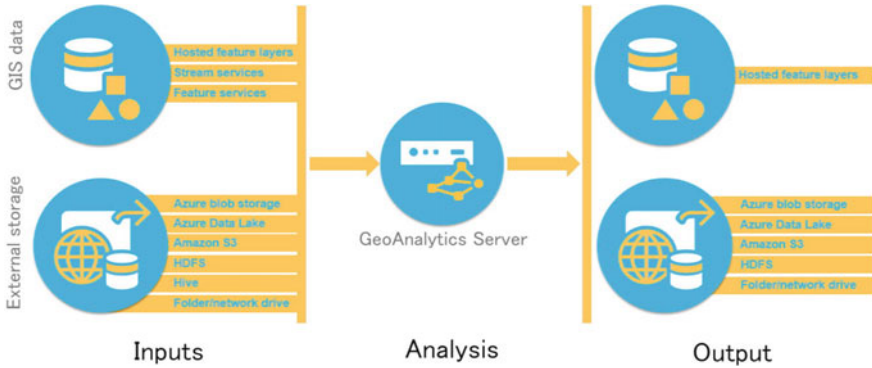 GIS data
Hosted feature layers
Stream services
Feature services
External storage
Azure blob storage
Azure Data Lake
Amazon S3
HDFS
Hive
Folder/network drive
Inputs
GeoAnalytics Server
Analysis
Hosted feature layers
Azure blob storage
Azure Data Lake
Amazon S3
HDFS
Folder/network drive
Output